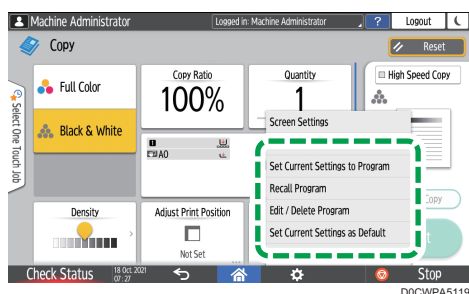 Machine Administrator
Logged in: Machine Administrator
?
Logout
Copy
Reset
Select One Touch Job
Full Color
Black & White
Copy Ratio
100%
Quantity
1
High Speed Copy
Screen Settings
A0
Set Current Settings to Program
Recall Program
Edit / Delete Program
Set Current Settings as Default
Copy
Density
Adjust Print Position
Not Set
Check Status
18 Oct. 2021
07:27
Stop
D0CWPA5119